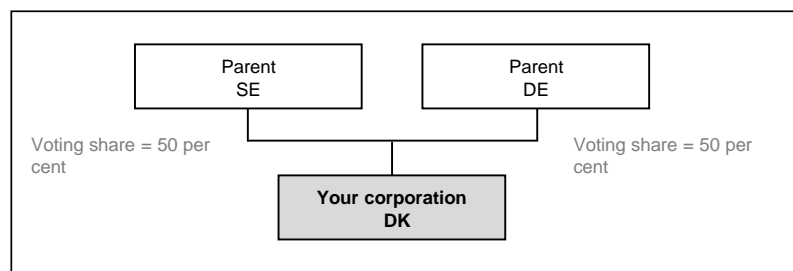 Parent
SE
Parent
DE
Voting share = 50 per
cent
Voting share = 50 per
cent
Your corporation
DK